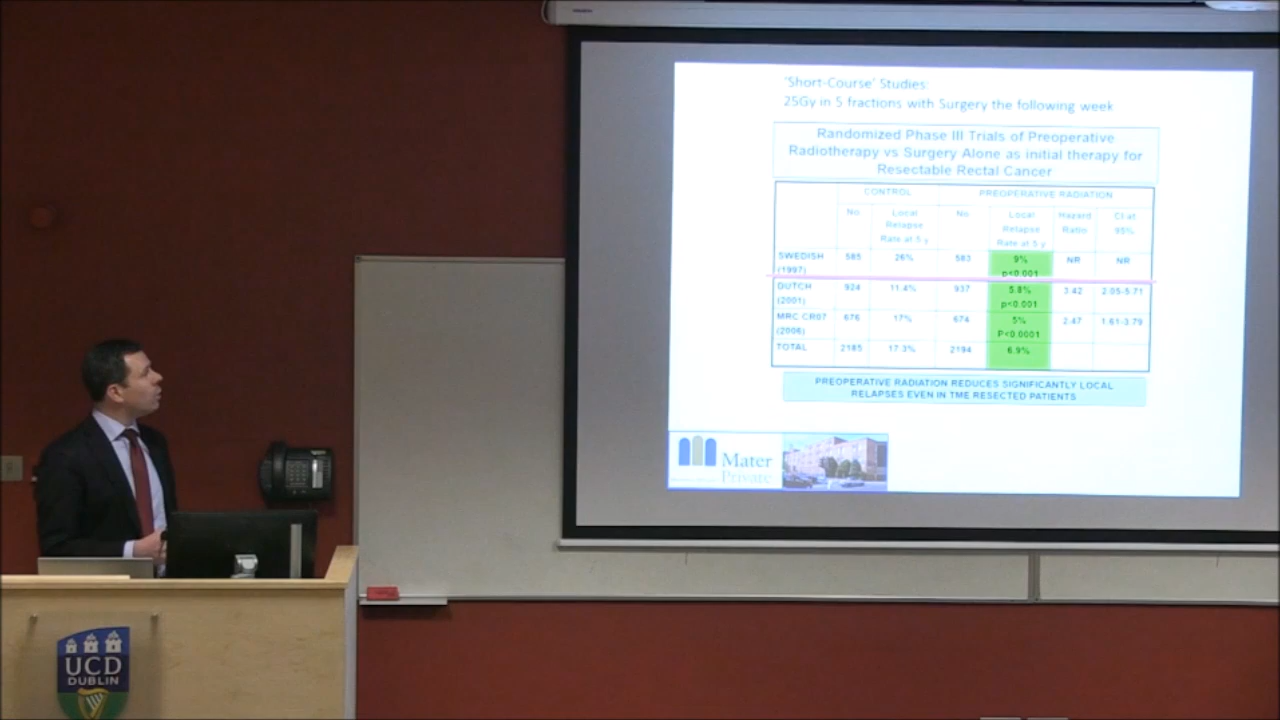 'Short-Course' Studies:
25Gy in 5 fractions with Surgery the following week
Randomized Phase III Trials of Preoperative
Radiotherapy vs Surgery Alone as initial therapy for
Resectable Rectal Cancer
CONTROL PREOPERATIVE RADIATION
No Local Relapse Rate at 5 y No Local Relapse Rate at 5 y Hazard Ratio CI at 95%
SWEDISH (1997) 585 26% 583 9% p<0.001 NR NR
DUTCH (2001) 924 11.4% 937 5.8% p<0.001 3.42 2.05-5.71
MRC CR07 (2006) 676 17% 674 5% P<0.0001 2.47 1.61-3.79
TOTAL 2185 17.3% 2194 6.9%
PREOPERATIVE RADIATION REDUCES SIGNIFICANTLY LOCAL
RELAPSES EVEN IN TME RESECTED PATIENTS
Mater
Private
UCD
DUBLIN